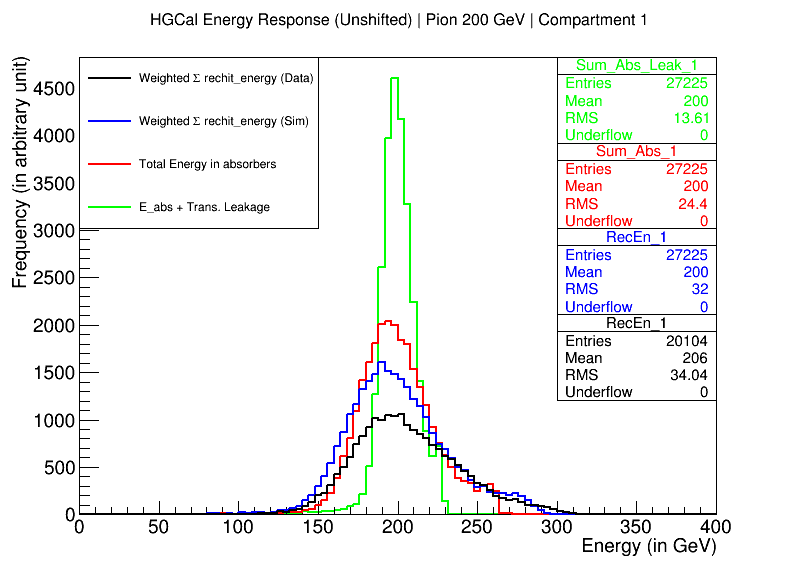 HGCal Energy Response (Unshifted) | Pion 200 GeV | Compartment 1
Frequency (in arbitrary unit)
4500
4000
3500
3000
2500
2000
1500
1000
500
0
Weighted Σ rechit_energy (Data)
Weighted Σ rechit_energy (Sim)
Total Energy in absorbers
E_abs + Trans. Leakage
Sum_Abs_Leak_1
Entries 27225
Mean 200
RMS 13.61
Underflow 0
Sum_Abs_1
Entries 27225
Mean 200
RMS 24.4
Underflow 0
RecEn_1
Entries 27225
Mean 200
RMS 32
Underflow 0
RecEn_1
Entries 20104
Mean 206
RMS 34.04
Underflow 0
0 50 100 150 200 250 300 350 400
Energy (in GeV)